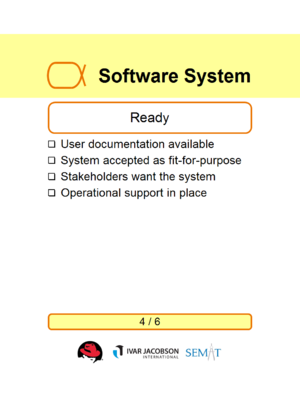 Software System
Ready
❑ User documentation available
❑ System accepted as fit-for-purpose
❑ Stakeholders want the system
❑ Operational support in place
4 / 6
IVAR JACOBSON
INTERNATIONAL
SEMAT